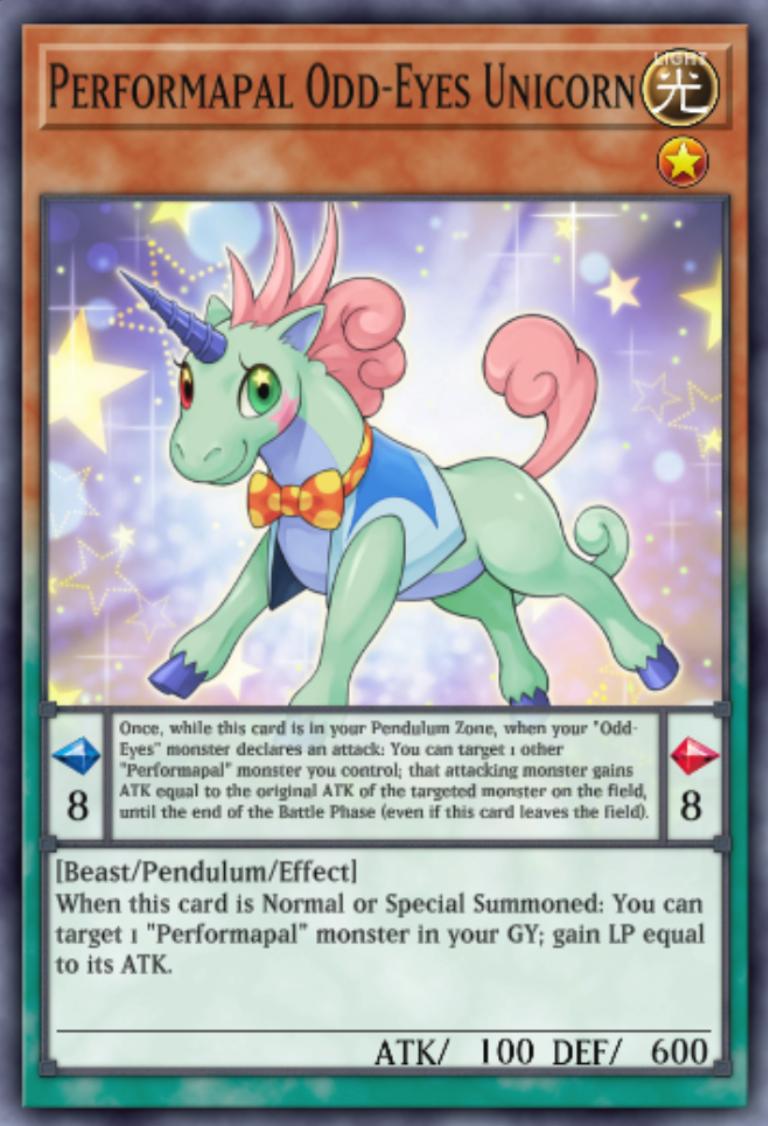 PERFORMAPAL ODD-EYES UNICORN
LIGHT
光
Once, while this card is in your Pendulum Zone, when your "Odd-
Eyes" monster declares an attack: You can target 1 other
"Performapal" monster you control; that attacking monster gains
ATK equal to the original ATK of the targeted monster on the field,
until the end of the Battle Phase (even if this card leaves the field).
8
8
[Beast/Pendulum/Effect]
When this card is Normal or Special Summoned: You can
target 1 "Performapal" monster in your GY; gain LP equal
to its ATK.
ATK/ 100 DEF/ 600